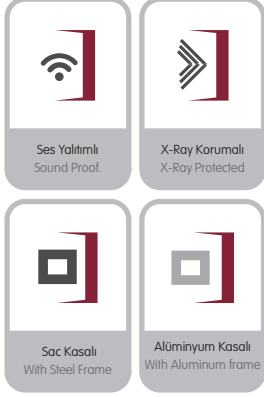 Ses Yalıtımlı
Sound Proof.
X-Ray Korumalı
X-Ray Protected
Sac Kasalı
With Steel Frame
Alüminyum Kasalı
With Aluminum frame